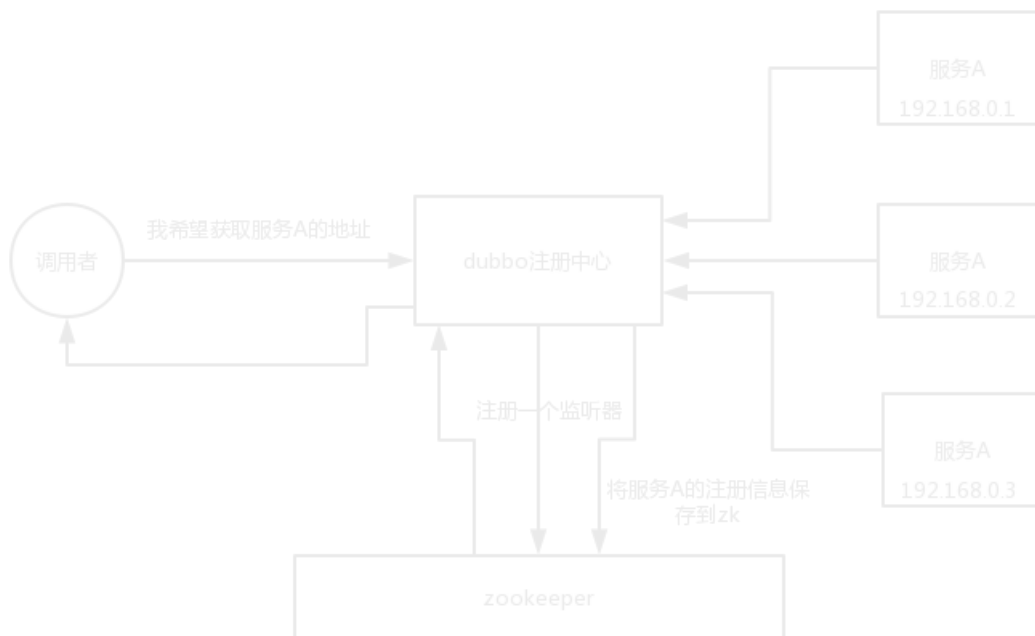 服务A
192.168.0.1
我希望获取服务A的地址
调用者
dubbo注册中心
服务A
192.168.0.2
注册一个监听器
服务A
192.168.0.3
将服务A的注册信息保
存到zk
zookeeper